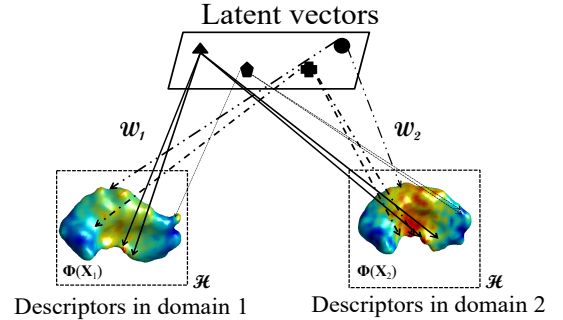 Latent vectors
𝒲₁ 𝒲₂
Φ(X₁) Φ(X₂)
ℋ ℋ
Descriptors in domain 1 Descriptors in domain 2